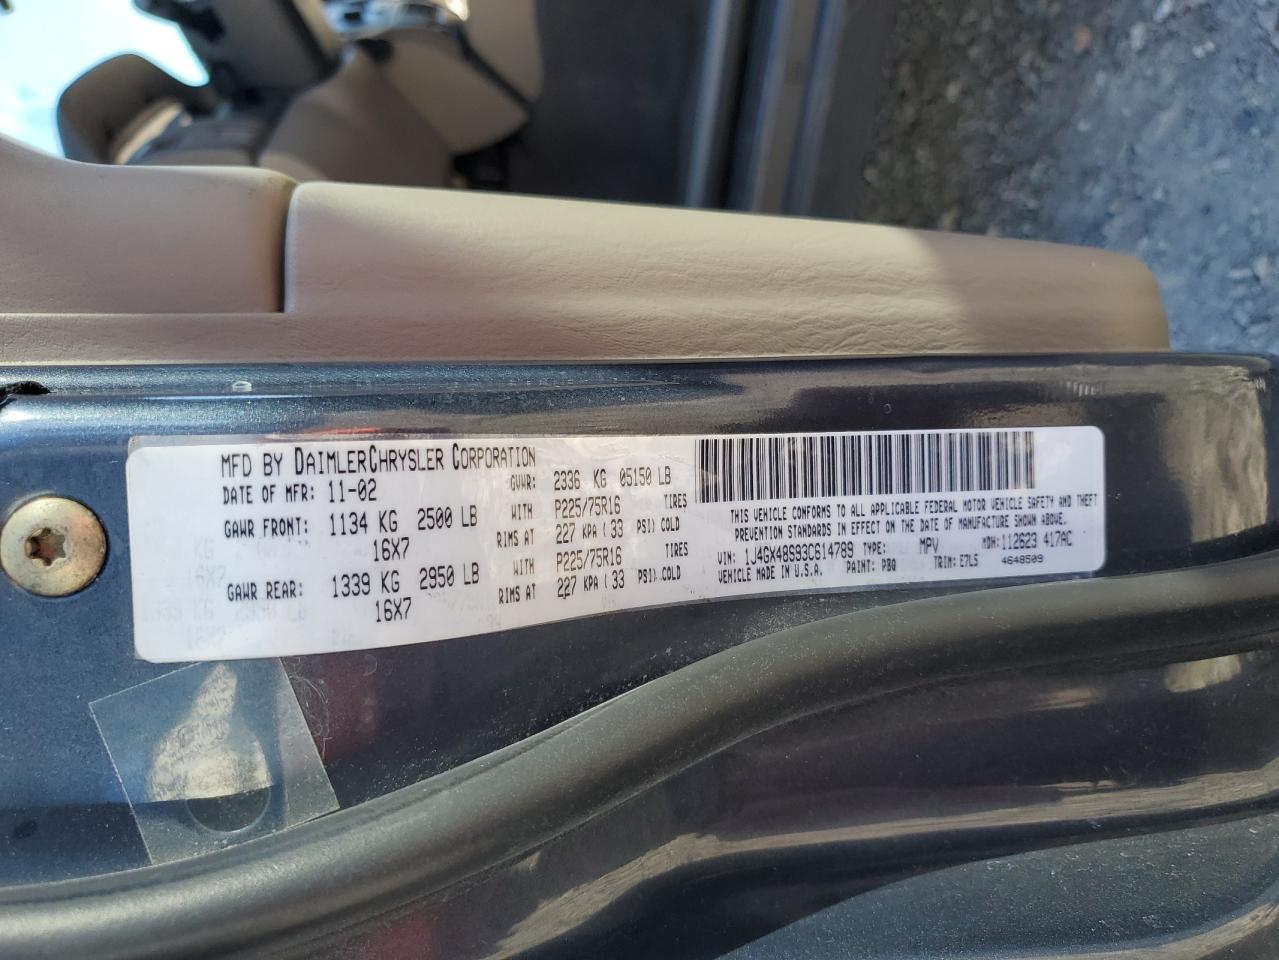 MFD BY DAIMLERCHRYSLER CORPORATION
DATE OF MFR: 11-02 GVWR: 2336 KG 05150 LB
GAWR FRONT: 1134 KG 2500 LB WITH P225/75R16 TIRES
16X7 RIMS AT 227 KPA ( 33 PSI) COLD
GAWR REAR: 1339 KG 2950 LB WITH P225/75R16 TIRES
16X7 RIMS AT 227 KPA ( 33 PSI) COLD
THIS VEHICLE CONFORMS TO ALL APPLICABLE FEDERAL MOTOR VEHICLE SAFETY AND THEFT
PREVENTION STANDARDS IN EFFECT ON THE DATE OF MANUFACTURE SHOWN ABOVE.
VIN: 1J4GX48S93C614789 TYPE: MPV MDH: 112623 417AC
VEHICLE MADE IN U.S.A. PAINT: PBQ TRIM: E7L5 4648509